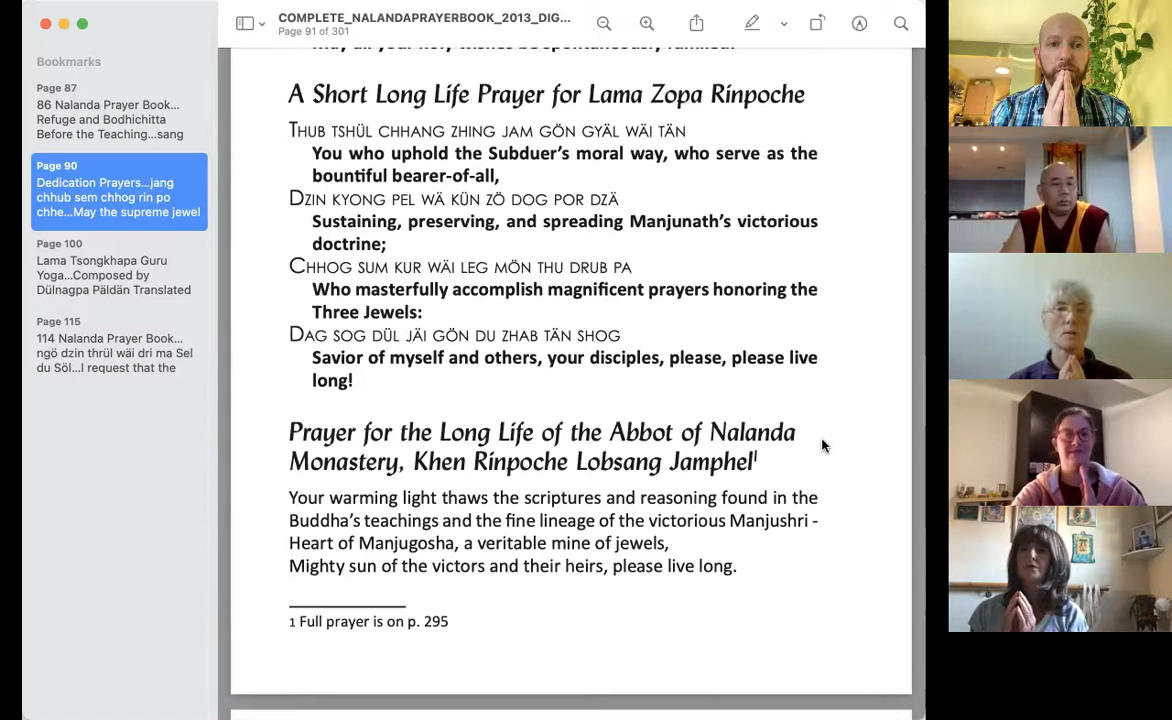 COMPLETE_NALANDAPRAYERBOOK_2013_DIG...
Page 91 of 301
Bookmarks
Page 87
86 Nalanda Prayer Book...
Refuge and Bodhichitta
Before the Teaching...sang
Page 90
Dedication Prayers...jang
chhub sem chhog rin po
chhe...May the supreme jewel
Page 100
Lama Tsongkhapa Guru
Yoga...Composed by
Dülnagpa Päldän Translated
Page 115
114 Nalanda Prayer Book...
ngö dzin thrül wäi dri ma Sel
du Söl...I request that the
A Short Long Life Prayer for Lama Zopa Rinpoche
THUB TSHÜL CHHANG ZHING JAM GÖN GYÄL WÄI TÄN
You who uphold the Subduer's moral way, who serve as the
bountiful bearer-of-all,
DZIN KYONG PEL WÄ KÜN ZÖ DOG POR DZÄ
Sustaining, preserving, and spreading Manjunath's victorious
doctrine;
CHHOG SUM KUR WÄI LEG MÖN THU DRUB PA
Who masterfully accomplish magnificent prayers honoring the
Three Jewels:
DAG SOG DÜL JÄI GÖN DU ZHAB TÄN SHOG
Savior of myself and others, your disciples, please, please live
long!
Prayer for the Long Life of the Abbot of Nalanda
Monastery, Khen Rinpoche Lobsang Jamphel¹
Your warming light thaws the scriptures and reasoning found in the
Buddha's teachings and the fine lineage of the victorious Manjushri -
Heart of Manjugosha, a veritable mine of jewels,
Mighty sun of the victors and their heirs, please live long.
1 Full prayer is on p. 295